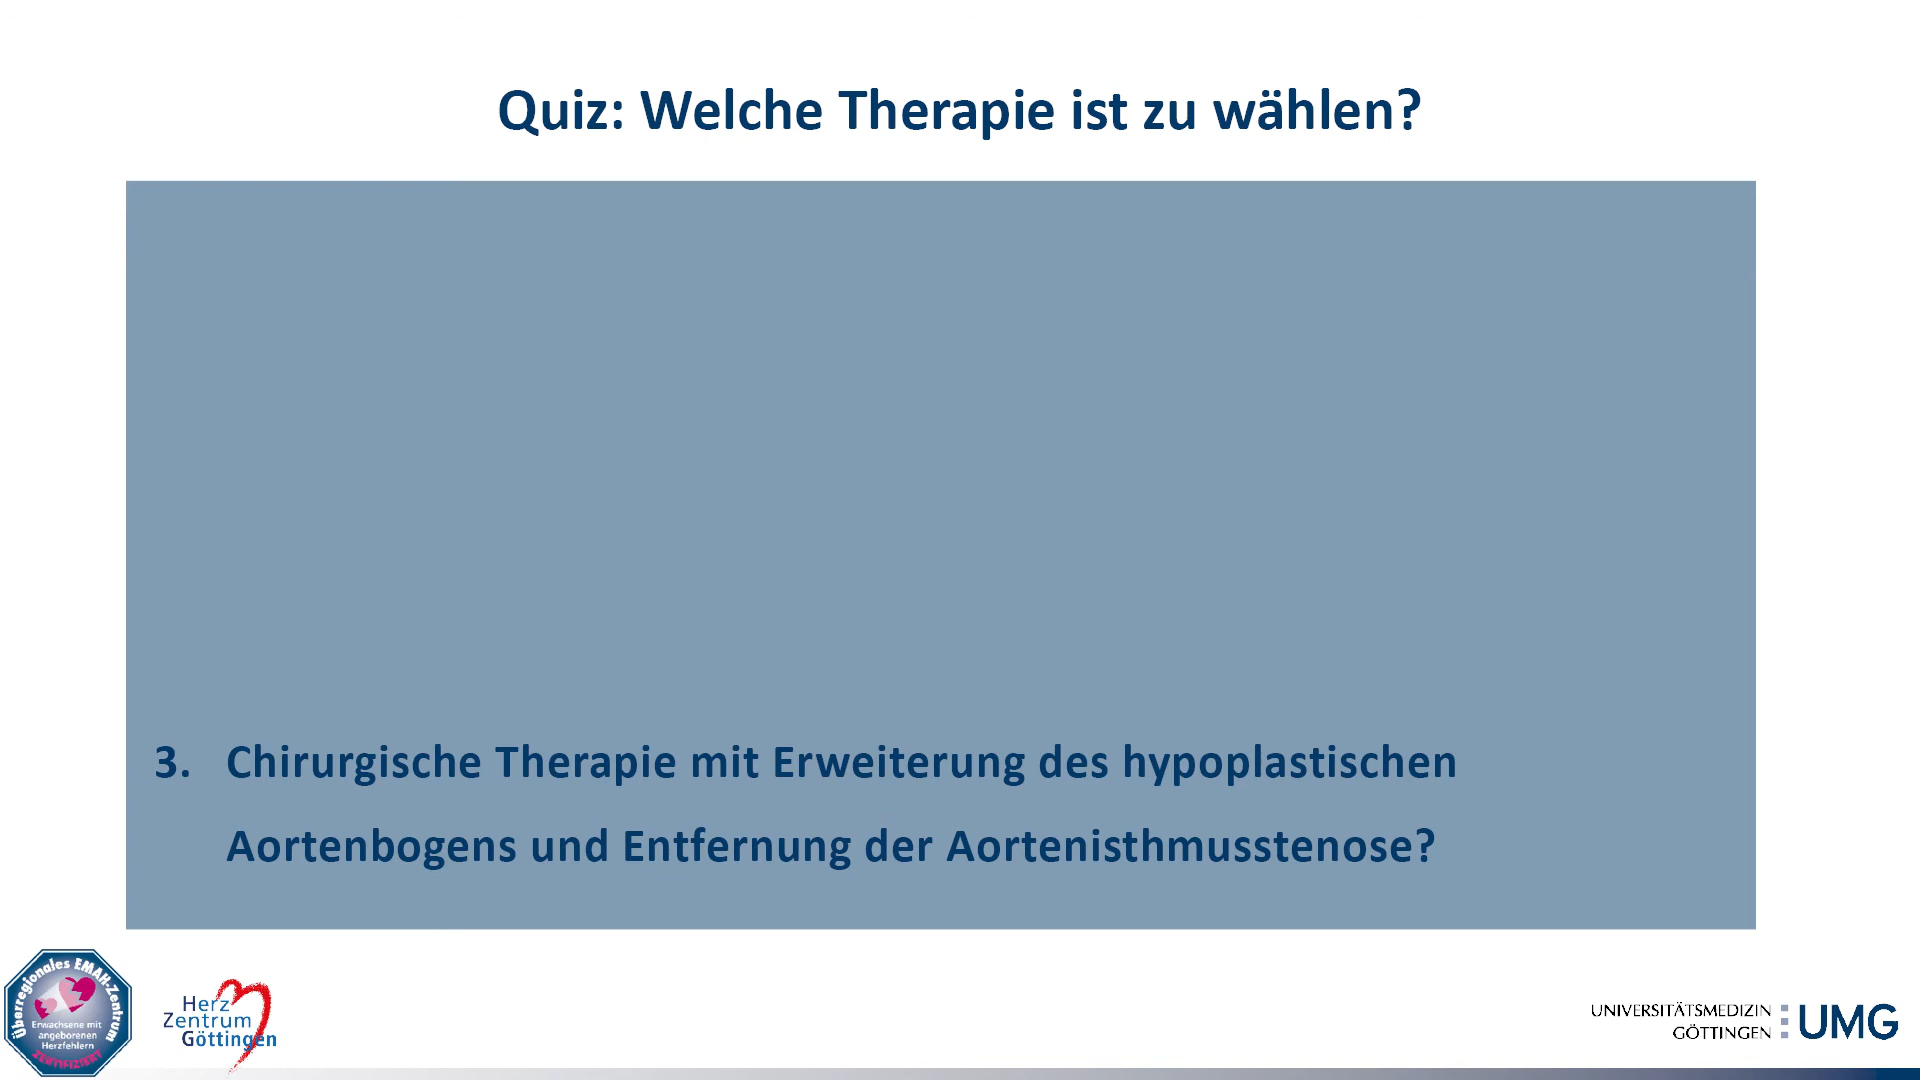 Quiz: Welche Therapie ist zu wählen?
3. Chirurgische Therapie mit Erweiterung des hypoplastischen
Aortenbogens und Entfernung der Aortenisthmusstenose?
Überregionales EMAH-Zentrum
Erwachsene mit
angeborenen
Herzfehlern
ZERTIFIZIERT
Herz
Zentrum
Göttingen
UNIVERSITÄTSMEDIZIN
GÖTTINGEN
UMG